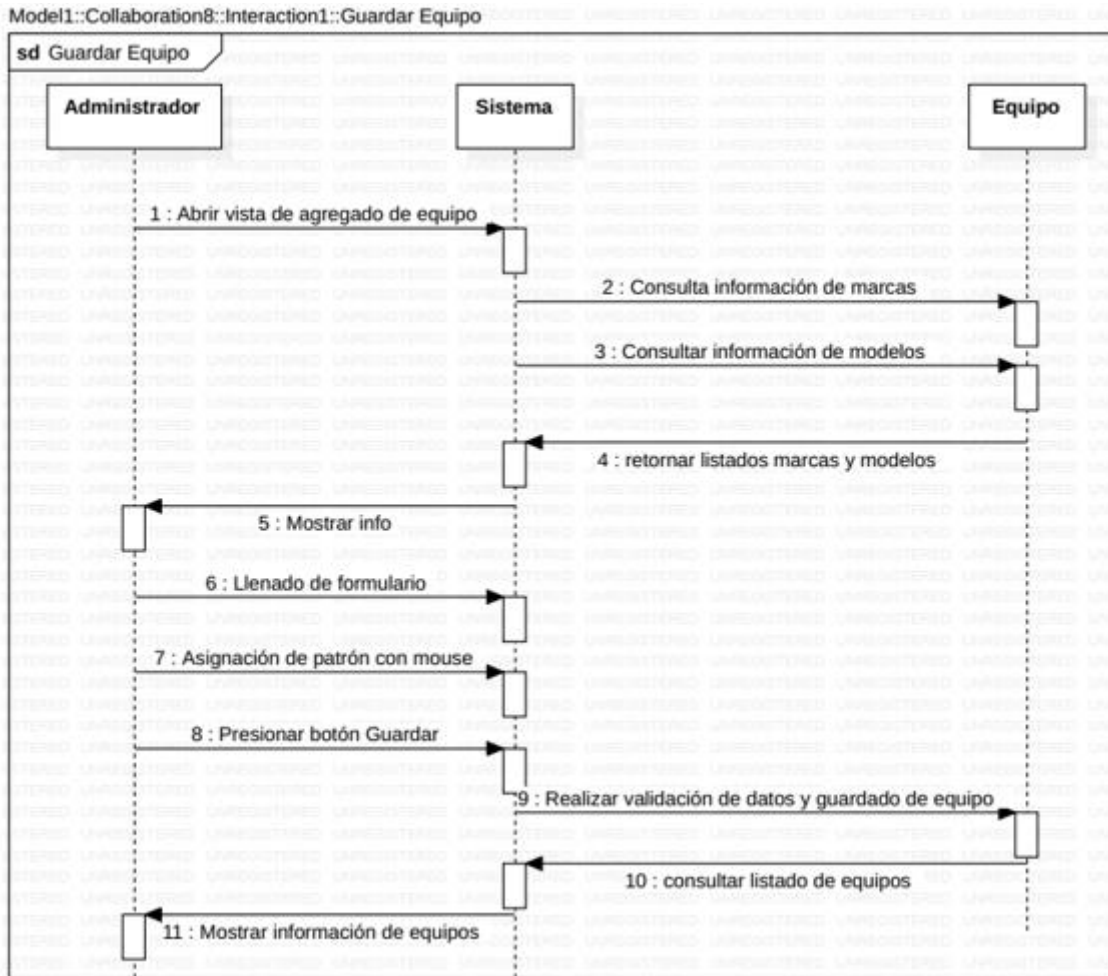 Model1::Collaboration8::Interaction1::Guardar Equipo
sd Guardar Equipo
Administrador
Sistema
Equipo
1 : Abrir vista de agregado de equipo
2 : Consulta información de marcas
3 : Consultar información de modelos
4 : retornar listados marcas y modelos
5 : Mostrar info
6 : Llenado de formulario
7 : Asignación de patrón con mouse
8 : Presionar botón Guardar
9 : Realizar validación de datos y guardado de equipo
10 : consultar listado de equipos
11 : Mostrar información de equipos